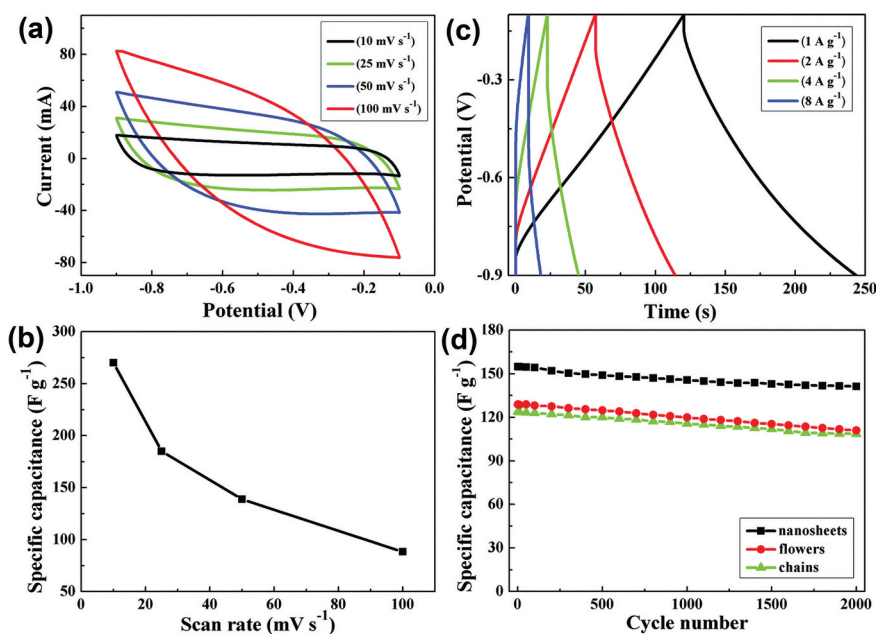 (a)
80
40
0
-40
-80
Current (mA)
(10 mV s⁻¹)
(25 mV s⁻¹)
(50 mV s⁻¹)
(100 mV s⁻¹)
-1.0 -0.8 -0.6 -0.4 -0.2 0.0
Potential (V)
(c)
-0.3
-0.6
-0.9
Potential (V)
(1 A g⁻¹)
(2 A g⁻¹)
(4 A g⁻¹)
(8 A g⁻¹)
0 50 100 150 200 250
Time (s)
(b)
300
250
200
150
100
50
Specific capacitance (F g⁻¹)
0 20 40 60 80 100
Scan rate (mV s⁻¹)
(d)
180
150
120
90
60
30
0
Specific capacitance (F g⁻¹)
nanosheets
flowers
chains
0 500 1000 1500 2000
Cycle number